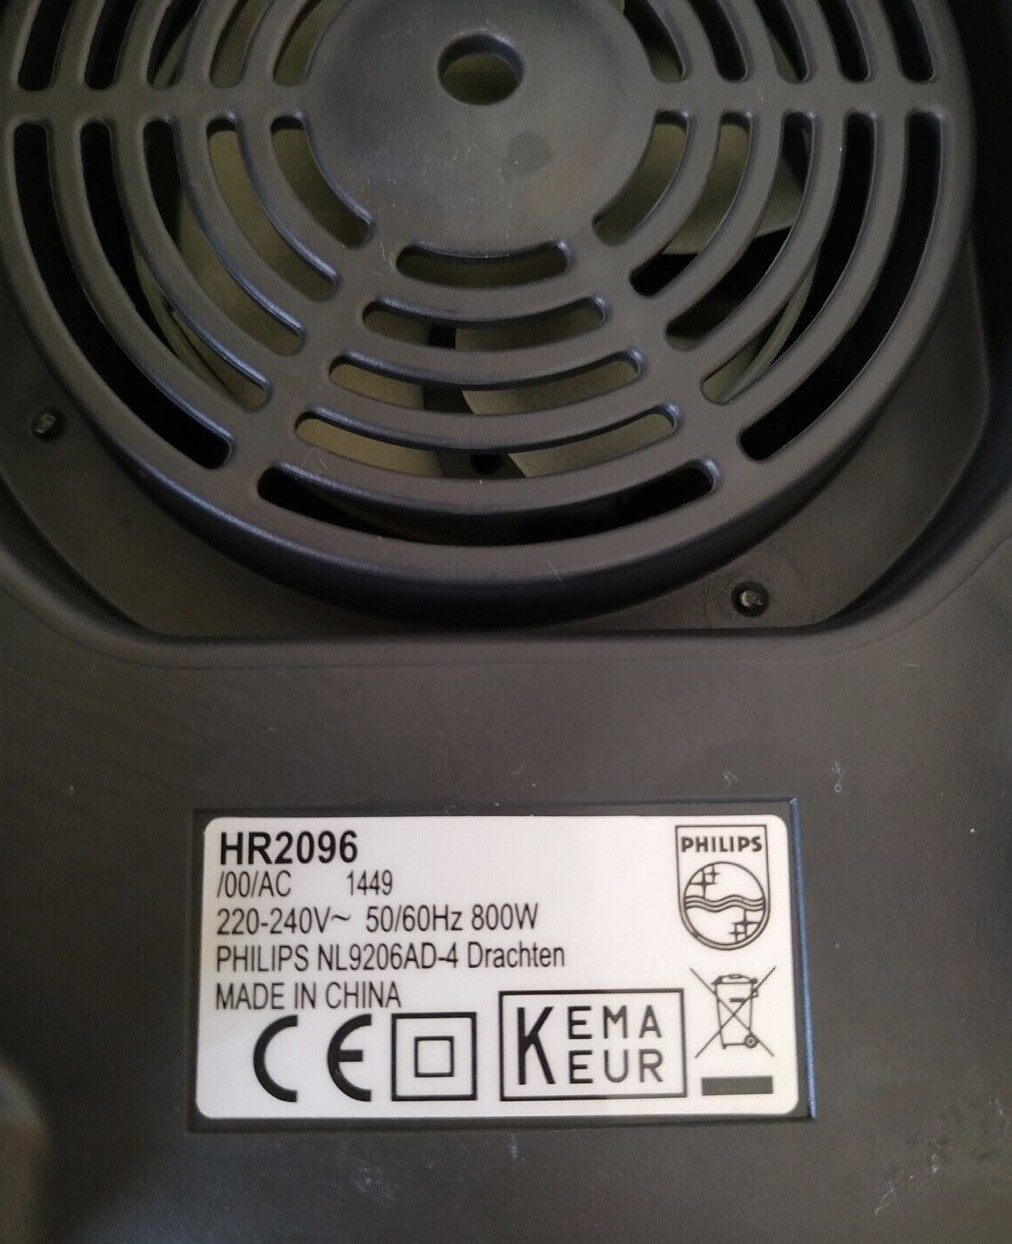 HR2096
/00/AC 1449
220-240V~ 50/60Hz 800W
PHILIPS NL9206AD-4 Drachten
MADE IN CHINA
PHILIPS
CE
KEMA
EUR